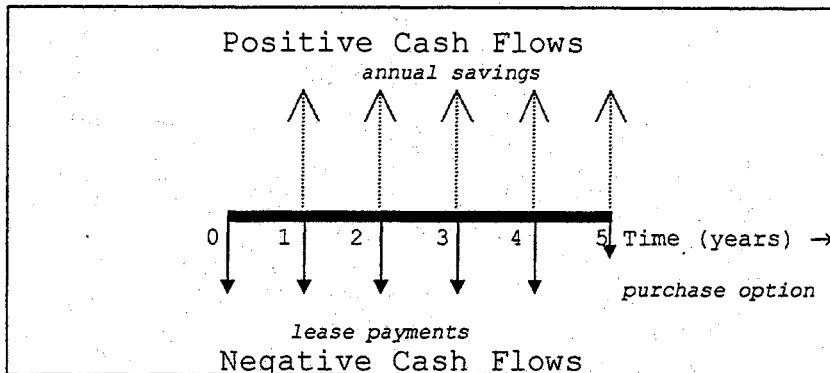 Positive Cash Flows
annual savings
0 1 2 3 4 5 Time (years) →
purchase option
lease payments
Negative Cash Flows